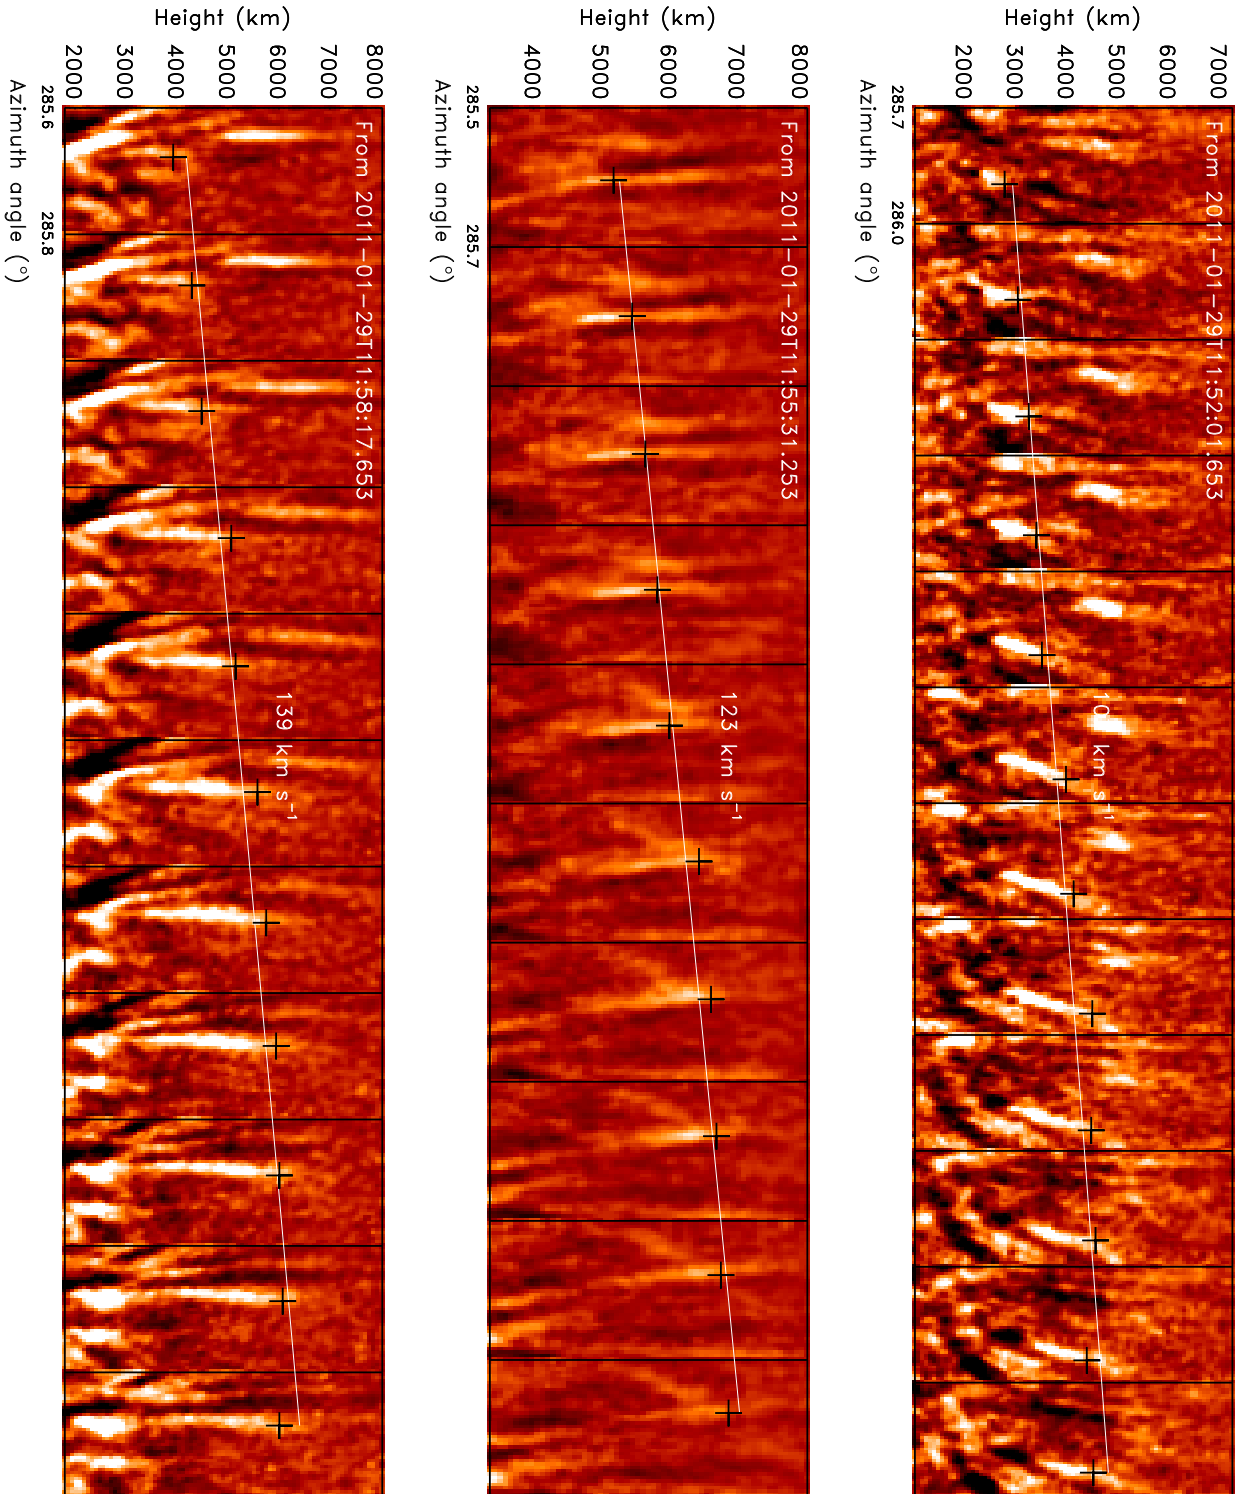 Height (km)
7000
6000
5000
4000
3000
2000
From 2011−01−29T11:52:01.653
km s⁻¹
285.7 286.0
Azimuth angle (°)
Height (km)
8000
7000
6000
5000
4000
From 2011−01−29T11:55:31.253
123 km s⁻¹
285.5 285.7
Azimuth angle (°)
Height (km)
8000
7000
6000
5000
4000
3000
2000
From 2011−01−29T11:58:17.653
139 km s⁻¹
285.6 285.8
Azimuth angle (°)